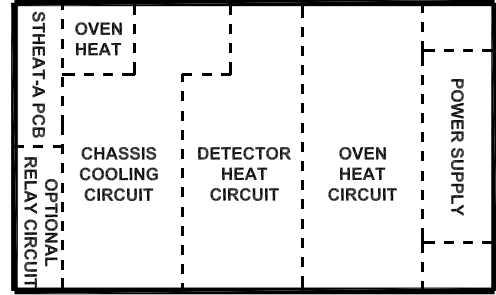 STHEAT-A PCB
OPTIONAL
RELAY CIRCUIT
OVEN
HEAT
CHASSIS
COOLING
CIRCUIT
DETECTOR
HEAT
CIRCUIT
OVEN
HEAT
CIRCUIT
POWER SUPPLY